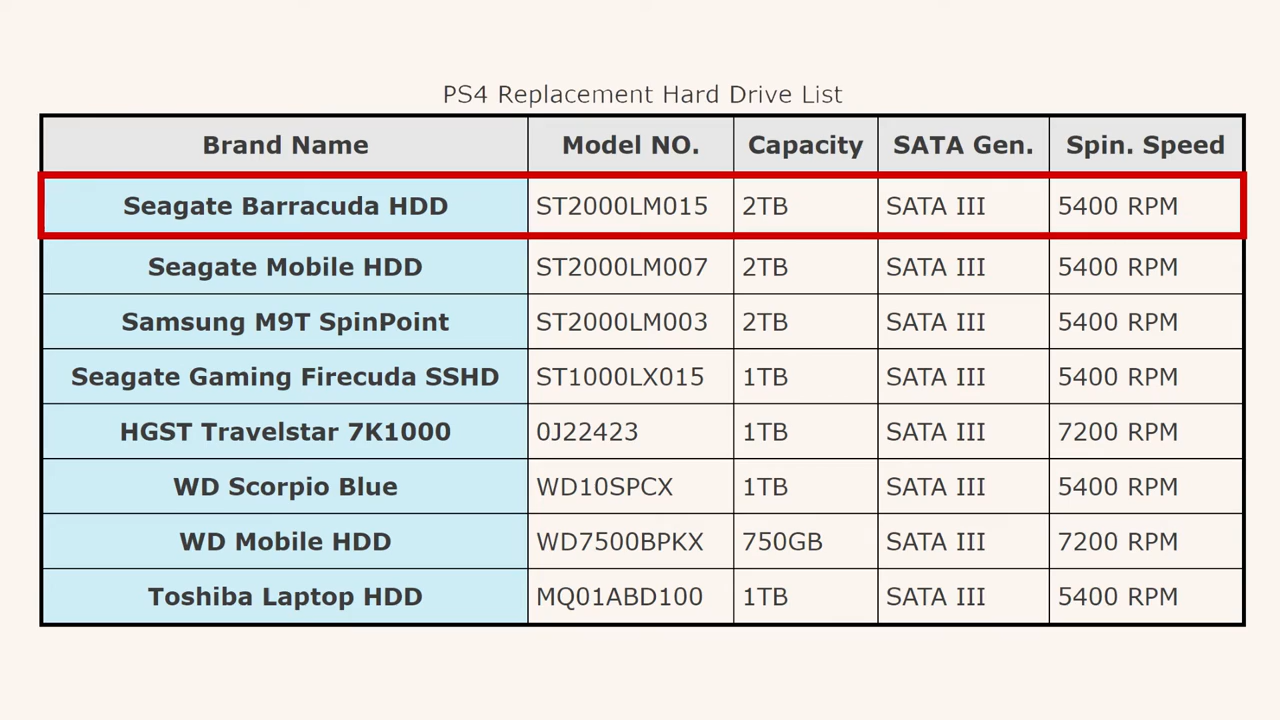 PS4 Replacement Hard Drive List
Brand Name Model NO. Capacity SATA Gen. Spin. Speed
Seagate Barracuda HDD ST2000LM015 2TB SATA III 5400 RPM
Seagate Mobile HDD ST2000LM007 2TB SATA III 5400 RPM
Samsung M9T SpinPoint ST2000LM003 2TB SATA III 5400 RPM
Seagate Gaming Firecuda SSHD ST1000LX015 1TB SATA III 5400 RPM
HGST Travelstar 7K1000 0J22423 1TB SATA III 7200 RPM
WD Scorpio Blue WD10SPCX 1TB SATA III 5400 RPM
WD Mobile HDD WD7500BPKX 750GB SATA III 7200 RPM
Toshiba Laptop HDD MQ01ABD100 1TB SATA III 5400 RPM